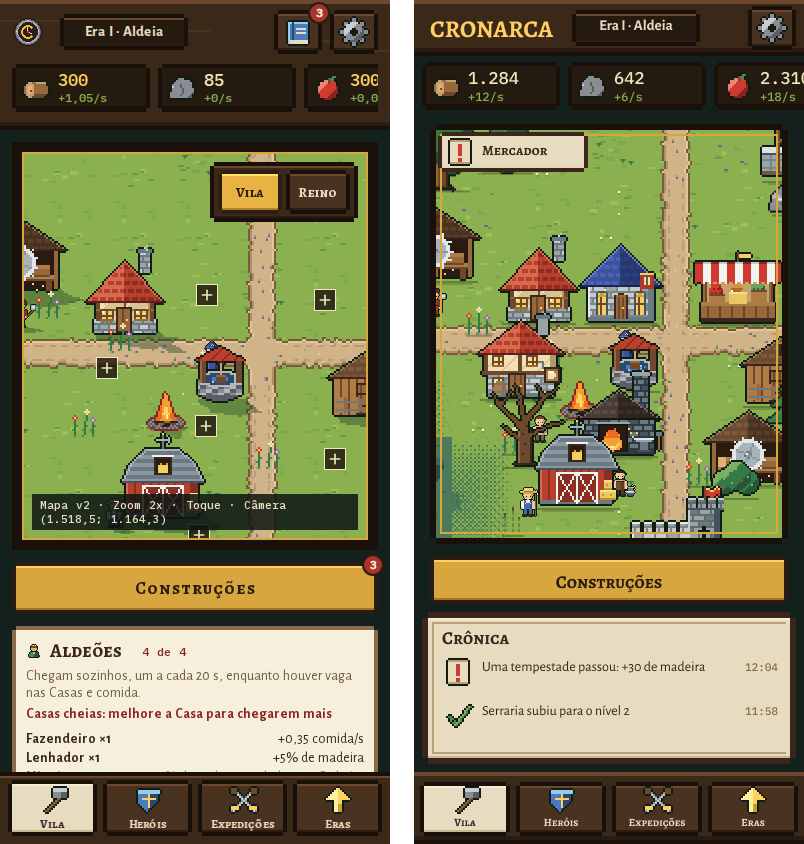 3
Era I · Aldeia
300
+1,05/s
85
+0/s
300
+0,0
Vila
Reino
Mapa v2 · Zoom 2x · Toque · Câmera
(1.518,5; 1.164,3)
3
Construções
Aldeões 4 de 4
Chegam sozinhos, um a cada 20 s, enquanto houver vaga
nas Casas e comida.
Casas cheias: melhore a Casa para chegarem mais
Fazendeiro ×1 +0,35 comida/s
Lenhador ×1 +5% de madeira
Vila
Heróis
Expedições
Eras
CRONARCA
Era I · Aldeia
1.284
+12/s
642
+6/s
2.310
+18/s
Mercador
Construções
Crônica
Uma tempestade passou: +30 de madeira 12:04
Serraria subiu para o nível 2 11:58
Vila
Heróis
Expedições
Eras